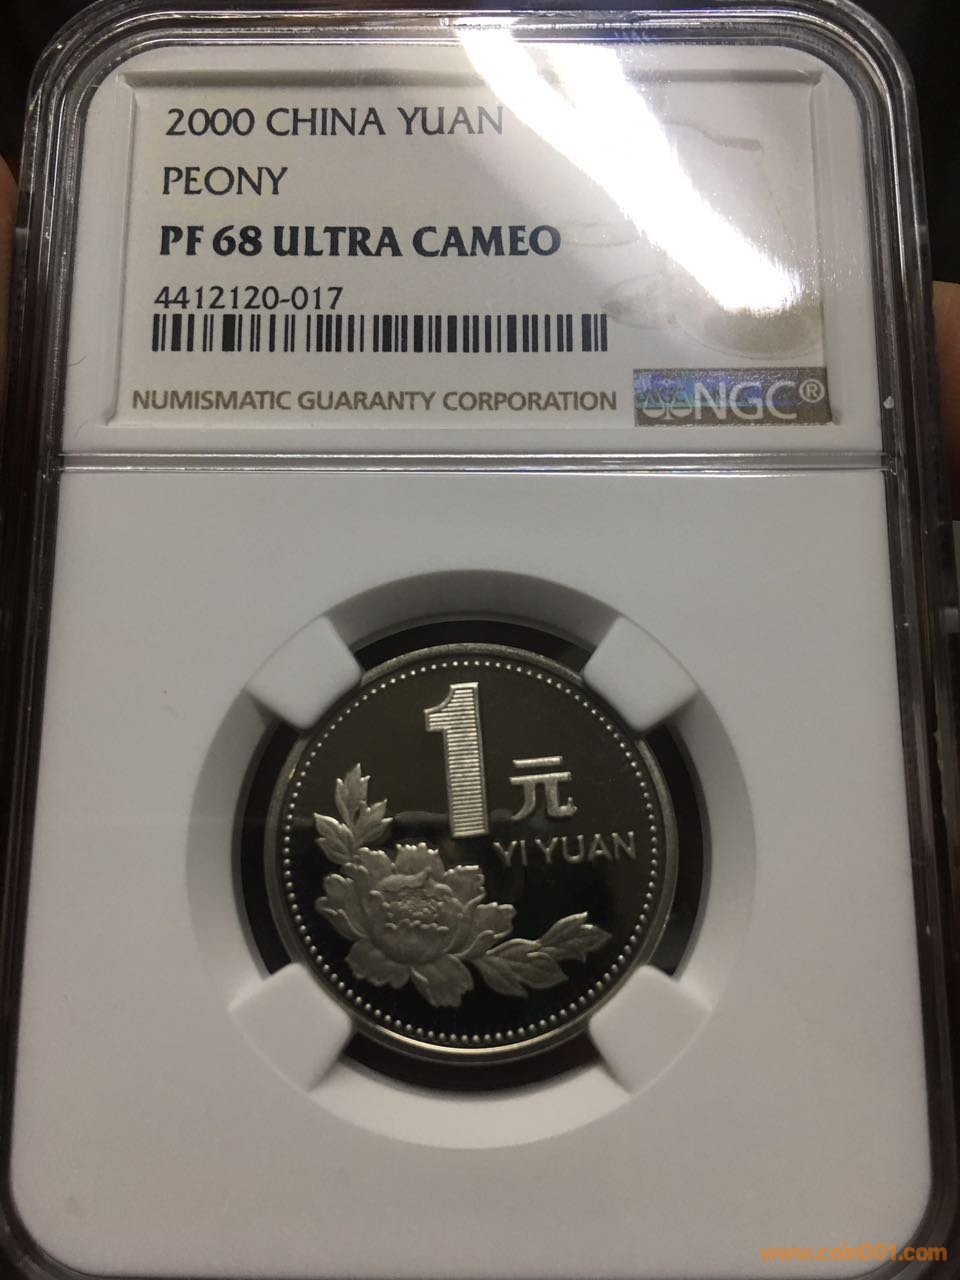 2000 CHINA YUAN
PEONY
PF 68 ULTRA CAMEO
4412120-017
NUMISMATIC GUARANTY CORPORATION
NGC®
1
元
YI YUAN
www.coin001.com